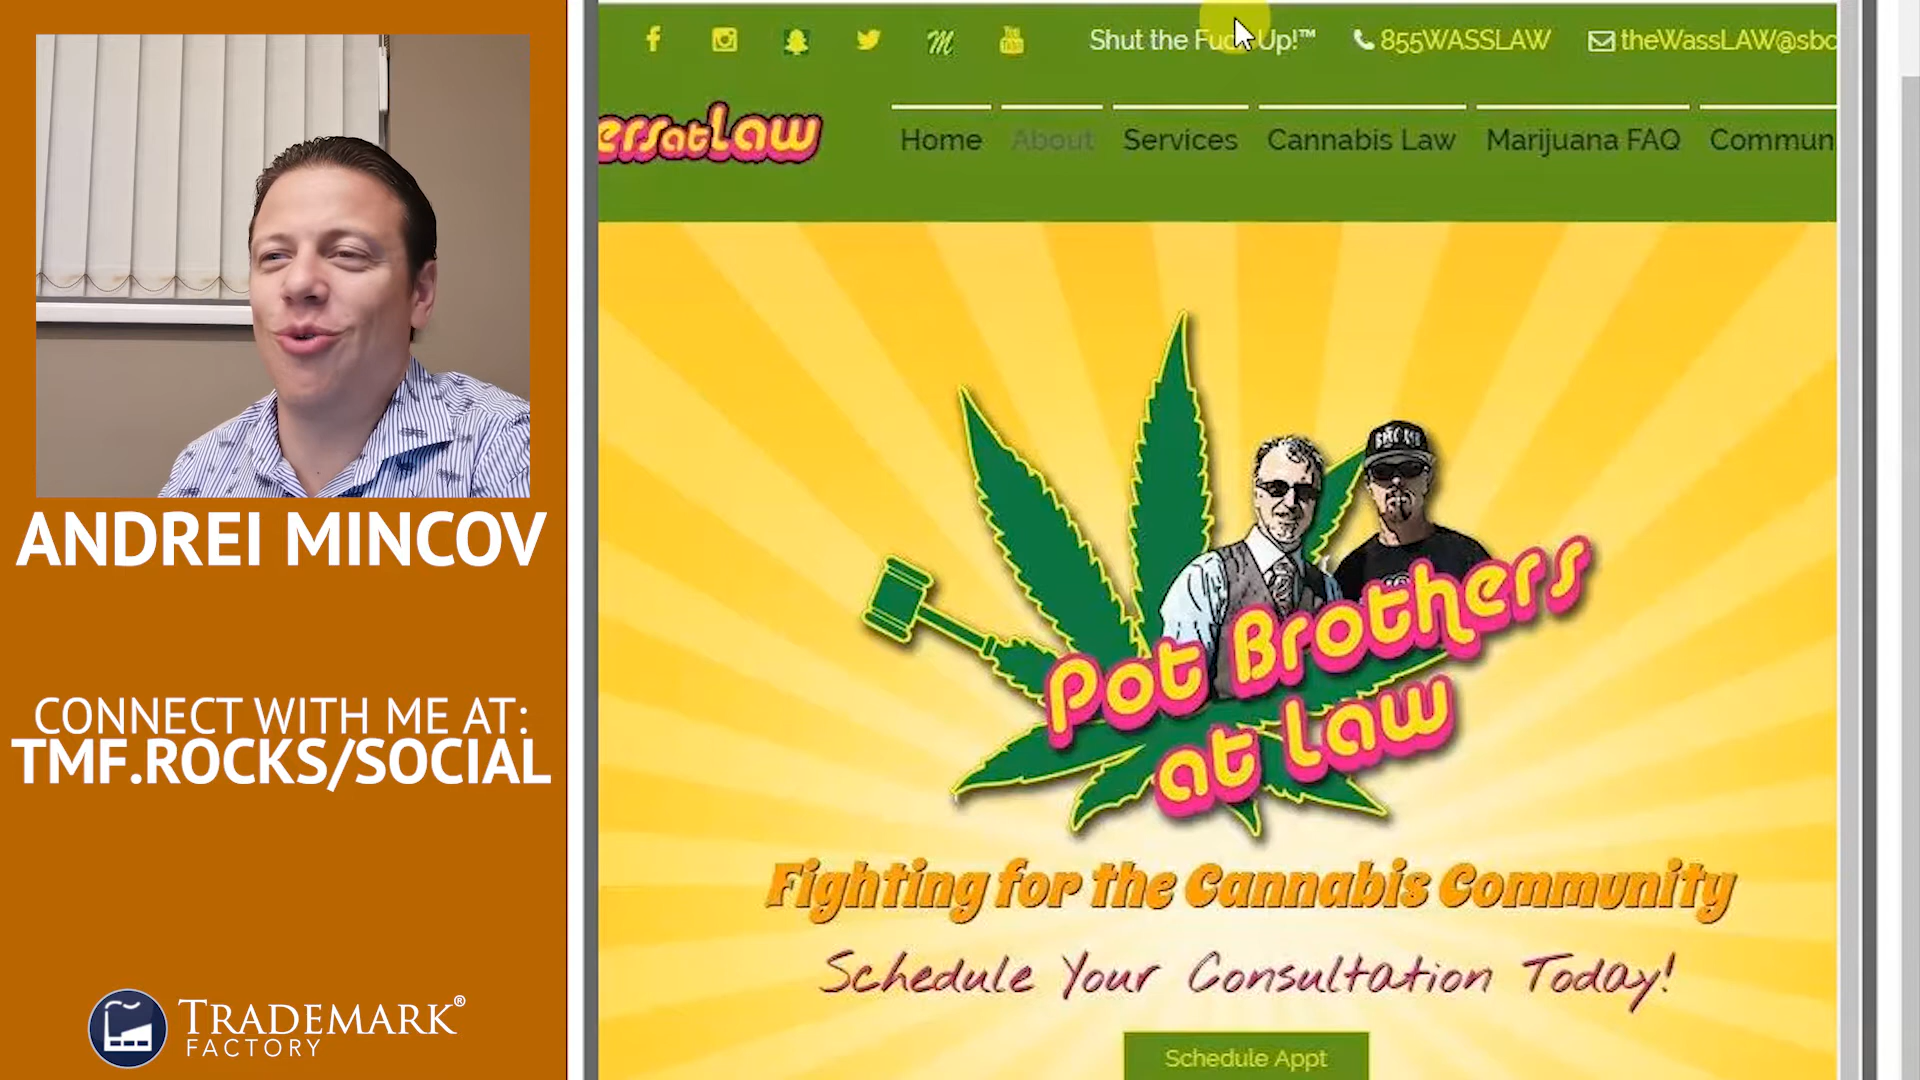 Shut the Fuck Up!™
855WASSLAW
theWassLAW@sbc
ersatLaw
Home
About
Services
Cannabis Law
Marijuana FAQ
Commun
Pot Brothers
at Law
Fighting for the Cannabis Community
Schedule Your Consultation Today!
Schedule Appt
ANDREI MINCOV
CONNECT WITH ME AT:
TMF.ROCKS/SOCIAL
TRADEMARK®
FACTORY